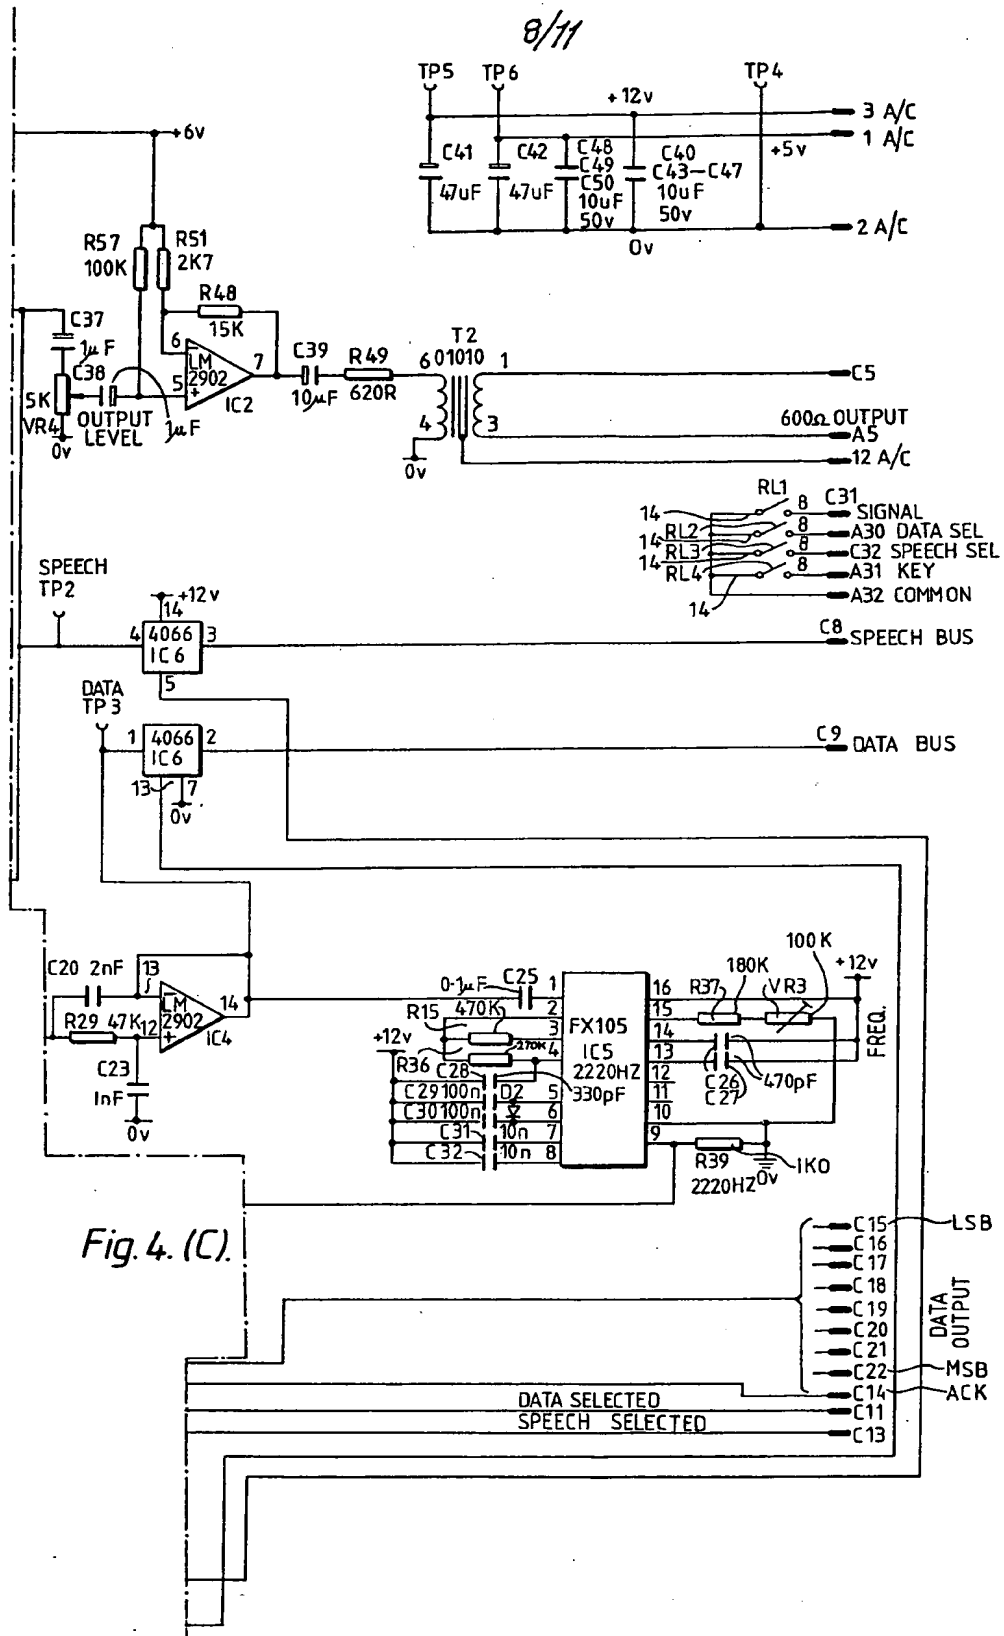 8/11
TP5 TP6 TP4
+12v
3 A/C
1 A/C
+5v
+6v
C41 C42 C48 C40
C49 C43-C47
47uF 47uF C50 10uF
10uF 50v
50v
0v
2 A/C
R57 R51
100K 2K7
R48
15K
C37
1µF
C38
6
LM
2902
5
7
IC2
+
5K
VR4
0v
OUTPUT
LEVEL
1µF
C39
10µF
R49
620R
T2
6 01010 1
4 3
0v
C5
600Ω OUTPUT
A5
12 A/C
RL1 8 C31
14 SIGNAL
RL2 8 A30 DATA SEL
14
RL3 8 C32 SPEECH SEL
14
RL4 8 A31 KEY
14
A32 COMMON
SPEECH
TP2
+12v
14
4 4066 3
IC6
5
C8
SPEECH BUS
DATA
TP3
1 4066 2
IC6
13 7
0v
C9
DATA BUS
C20 2nF 13
LM
2902
14
R29 47K 12 +
IC4
C23
1nF
0v
0·1µF C25 1
470K 2
R15 3
+12v
R36 270K 4
C28
330pF
C29 100n D2 5
C30 100n 6
C31 10n 7
C32 10n 8
FX105
IC5
2220HZ
16
15
14
13
12
11
10
9
R37 180K VR3 100K
+12v
FREQ.
C26
C27
470pF
R39
1K0
2220HZ
0v
Fig. 4. (C).
C15 LSB
C16
C17
C18
C19
C20
C21
C22 MSB
C14 ACK
DATA
OUTPUT
DATA SELECTED C11
SPEECH SELECTED C13